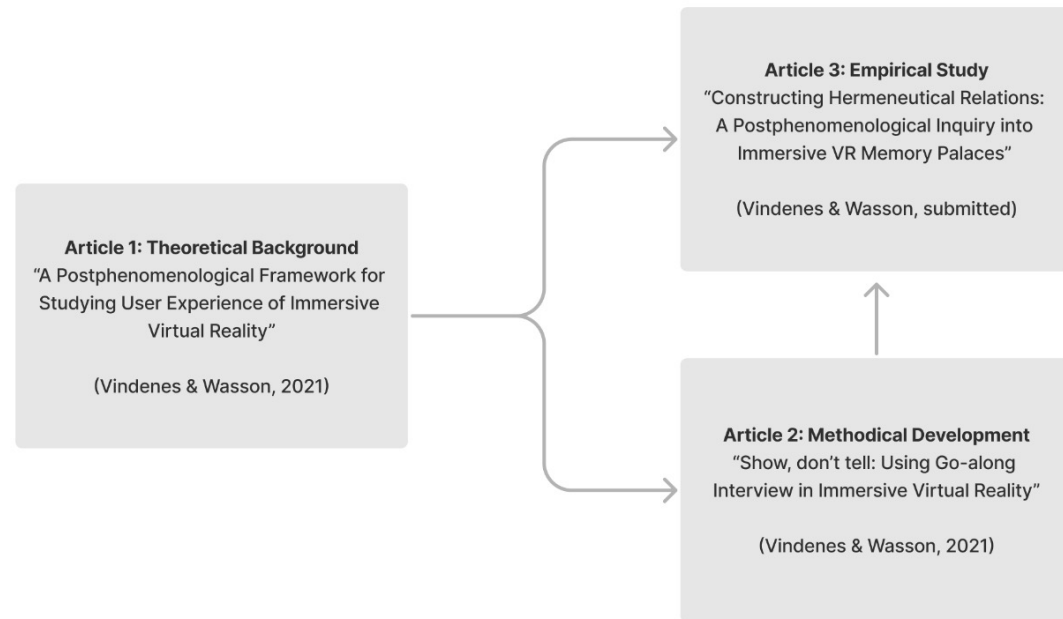 Article 1: Theoretical Background
“A Postphenomenological Framework for
Studying User Experience of Immersive
Virtual Reality”
(Vindenes & Wasson, 2021)
Article 3: Empirical Study
“Constructing Hermeneutical Relations:
A Postphenomenological Inquiry into
Immersive VR Memory Palaces”
(Vindenes & Wasson, submitted)
Article 2: Methodical Development
“Show, don’t tell: Using Go-along
Interview in Immersive Virtual Reality”
(Vindenes & Wasson, 2021)